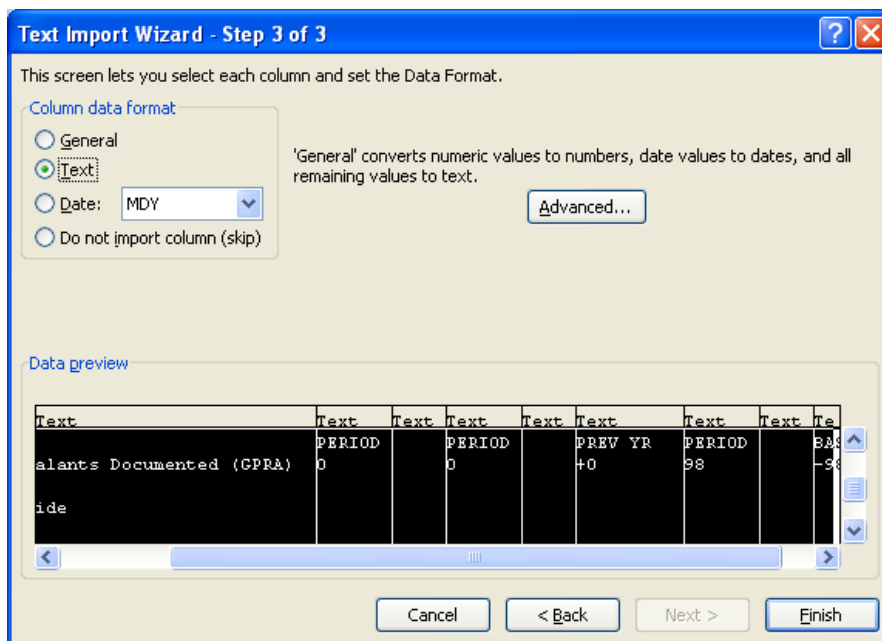 Text Import Wizard - Step 3 of 3
This screen lets you select each column and set the Data Format.
Column data format
General
Text
Date: MDY
Do not import column (skip)
'General' converts numeric values to numbers, date values to dates, and all
remaining values to text.
Advanced...
Data preview
Text Text Text Text Text Text Text Text Te
PERIOD PERIOD PREV YR PERIOD BAS
alants Documented (GPRA) 0 0 +0 98 -98
ide
Cancel < Back Next > Finish